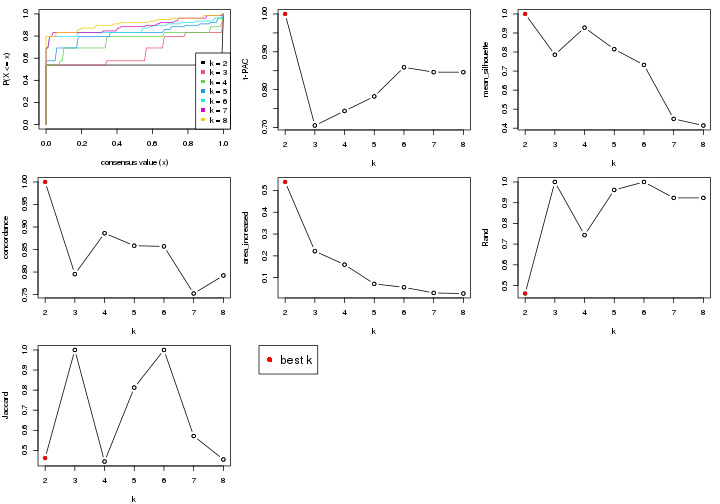 P(X <= x)
0.0 0.2 0.4 0.6 0.8 1.0
k = 2
k = 3
k = 4
k = 5
k = 6
k = 7
k = 8
0.0 0.2 0.4 0.6 0.8 1.0
consensus value (x)
1-PAC
0.70 0.80 0.90 1.00
2 3 4 5 6 7 8
k
mean_silhouette
0.4 0.5 0.6 0.7 0.8 0.9 1.0
2 3 4 5 6 7 8
k
concordance
0.75 0.80 0.85 0.90 0.95 1.00
2 3 4 5 6 7 8
k
area_increased
0.1 0.2 0.3 0.4 0.5
2 3 4 5 6 7 8
k
Rand
0.5 0.6 0.7 0.8 0.9 1.0
2 3 4 5 6 7 8
k
Jaccard
0.5 0.6 0.7 0.8 0.9 1.0
2 3 4 5 6 7 8
k
best k